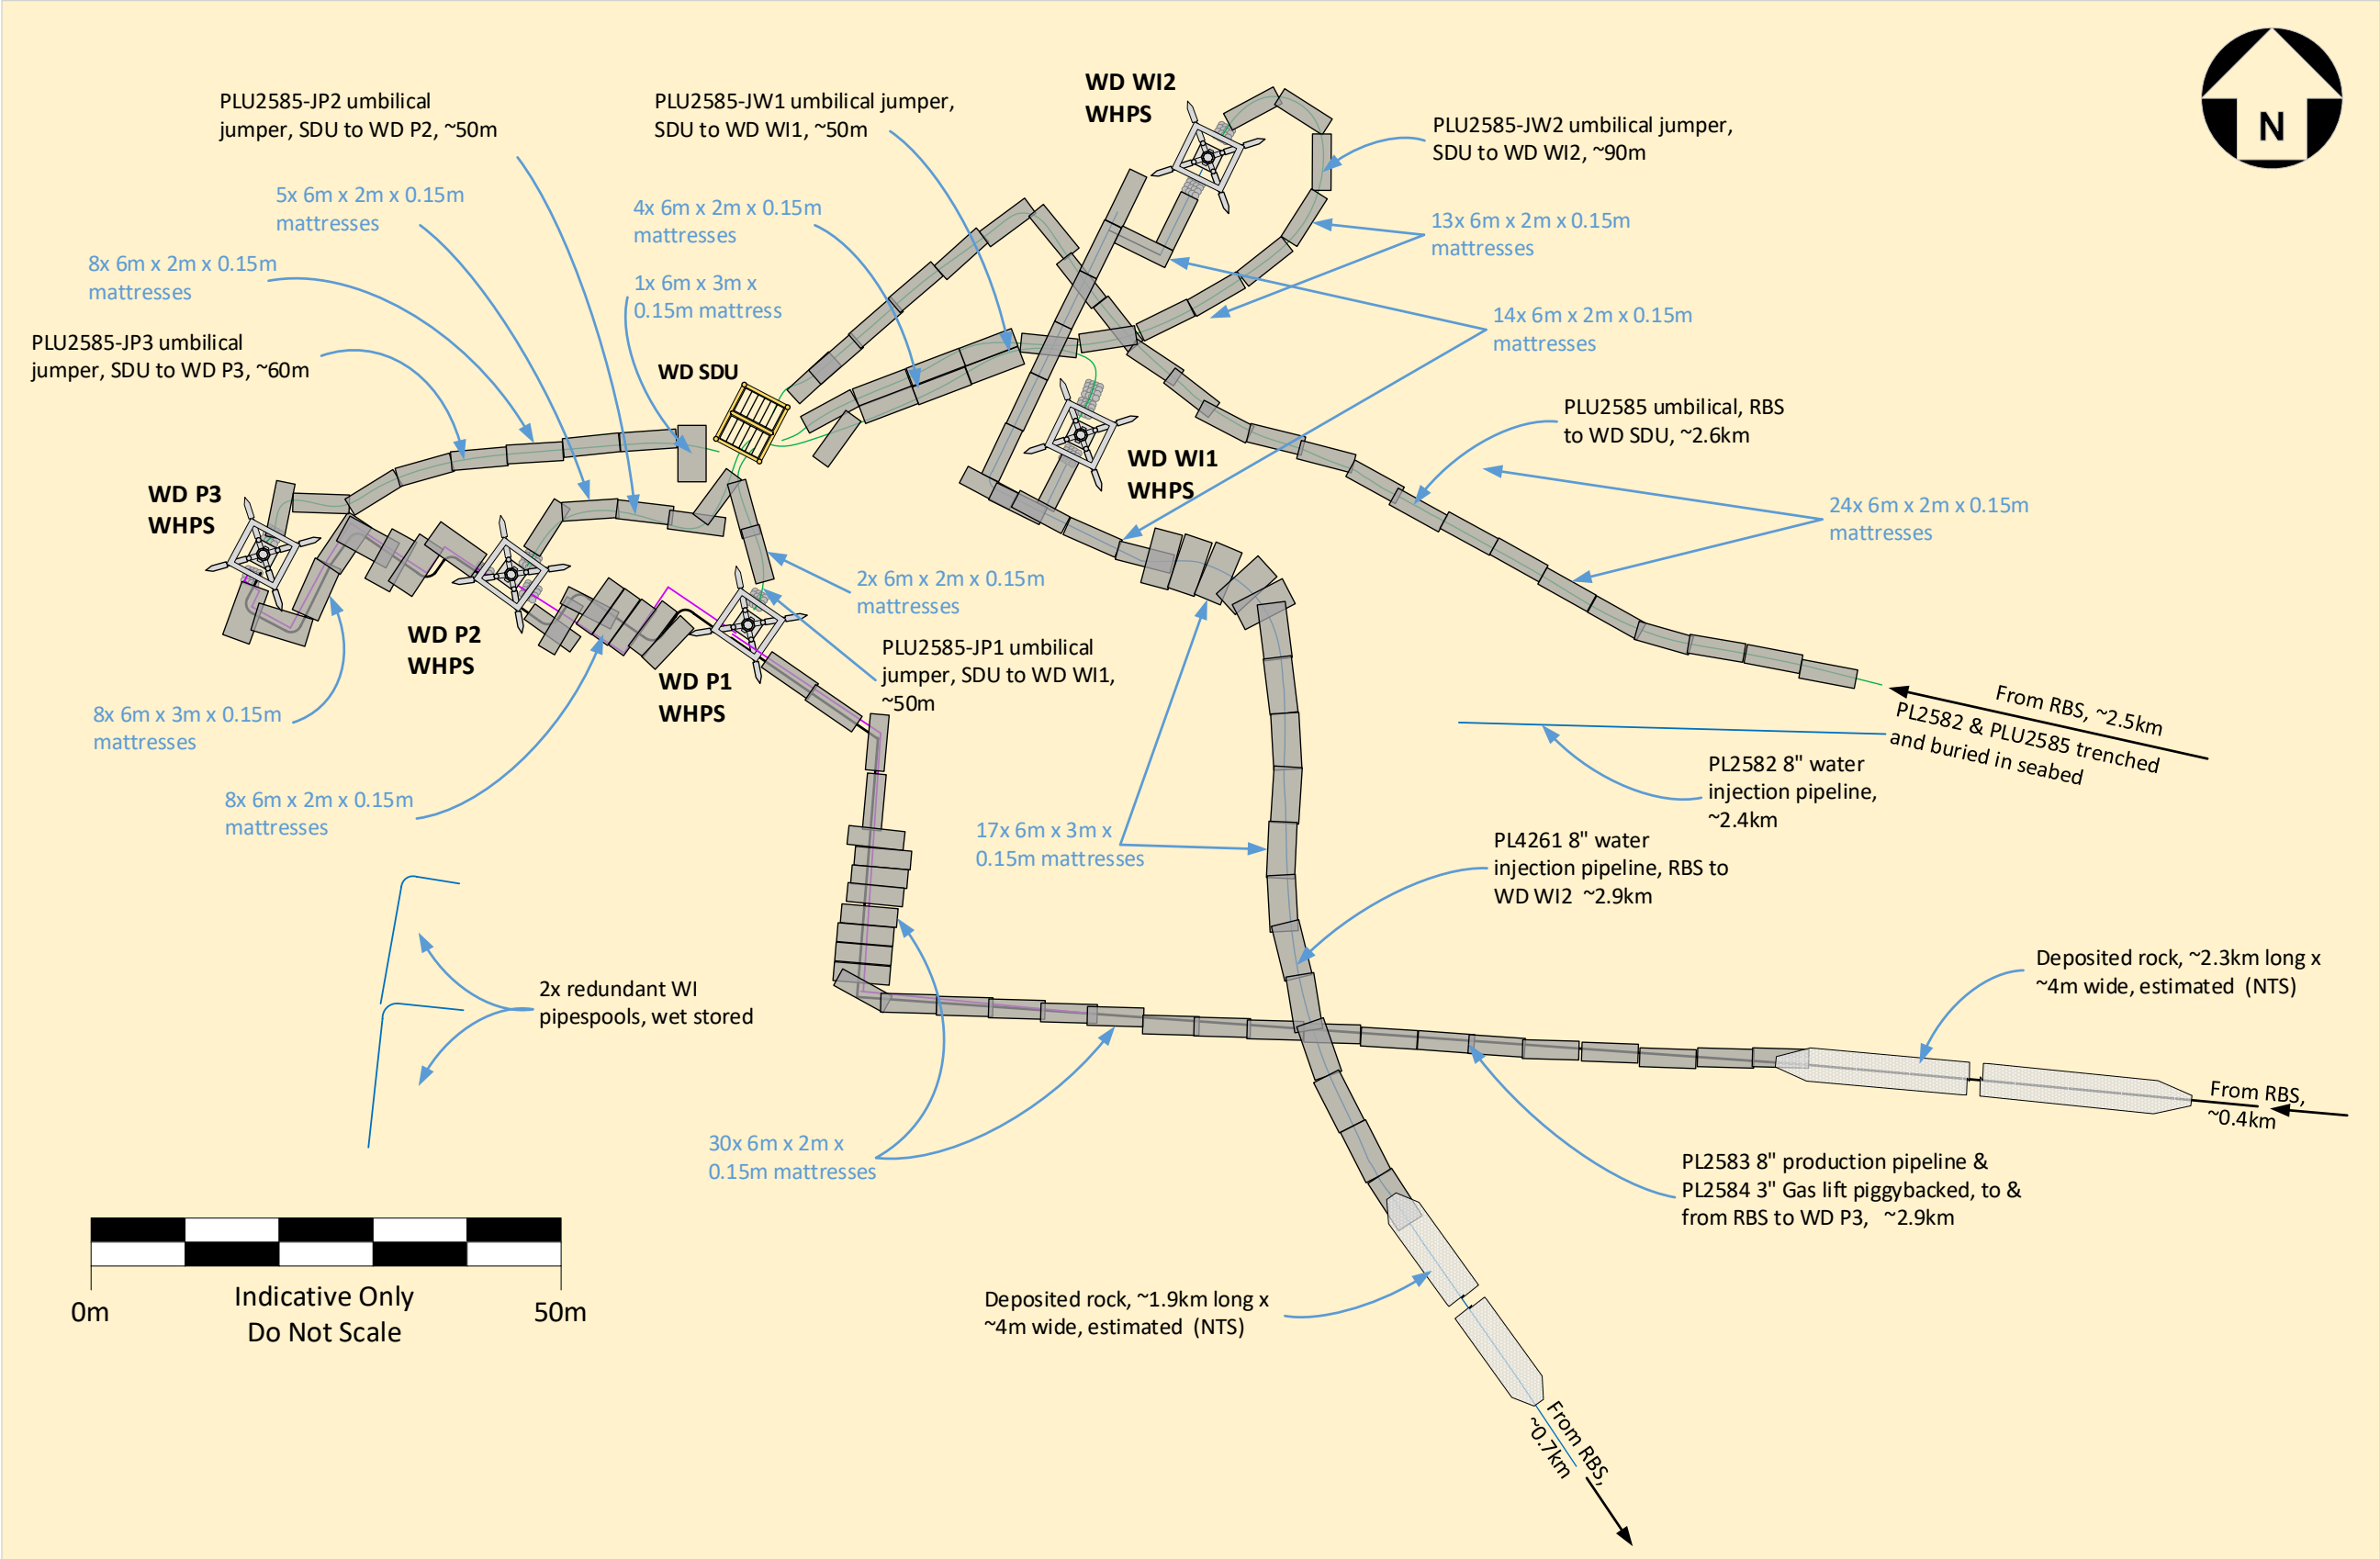 WD WI2
WHPS
N
PLU2585-JP2 umbilical
jumper, SDU to WD P2, ~50m
PLU2585-JW1 umbilical jumper,
SDU to WD WI1, ~50m
PLU2585-JW2 umbilical jumper,
SDU to WD WI2, ~90m
5x 6m x 2m x 0.15m
mattresses
4x 6m x 2m x 0.15m
mattresses
13x 6m x 2m x 0.15m
mattresses
8x 6m x 2m x 0.15m
mattresses
1x 6m x 3m x
0.15m mattress
14x 6m x 2m x 0.15m
mattresses
PLU2585-JP3 umbilical
jumper, SDU to WD P3, ~60m
WD SDU
PLU2585 umbilical, RBS
to WD SDU, ~2.6km
WD WI1
WHPS
WD P3
WHPS
24x 6m x 2m x 0.15m
mattresses
2x 6m x 2m x 0.15m
mattresses
WD P2
WHPS
PLU2585-JP1 umbilical
jumper, SDU to WD WI1,
~50m
WD P1
WHPS
8x 6m x 3m x 0.15m
mattresses
From RBS, ~2.5km
PL2582 & PLU2585 trenched
and buried in seabed
PL2582 8" water
injection pipeline,
~2.4km
8x 6m x 2m x 0.15m
mattresses
17x 6m x 3m x
0.15m mattresses
PL4261 8" water
injection pipeline, RBS to
WD WI2 ~2.9km
Deposited rock, ~2.3km long x
~4m wide, estimated (NTS)
2x redundant WI
pipespools, wet stored
From RBS,
~0.4km
30x 6m x 2m x
0.15m mattresses
PL2583 8" production pipeline &
PL2584 3" Gas lift piggybacked, to &
from RBS to WD P3, ~2.9km
Deposited rock, ~1.9km long x
~4m wide, estimated (NTS)
From RBS,
~0.7km
0m
Indicative Only
Do Not Scale
50m